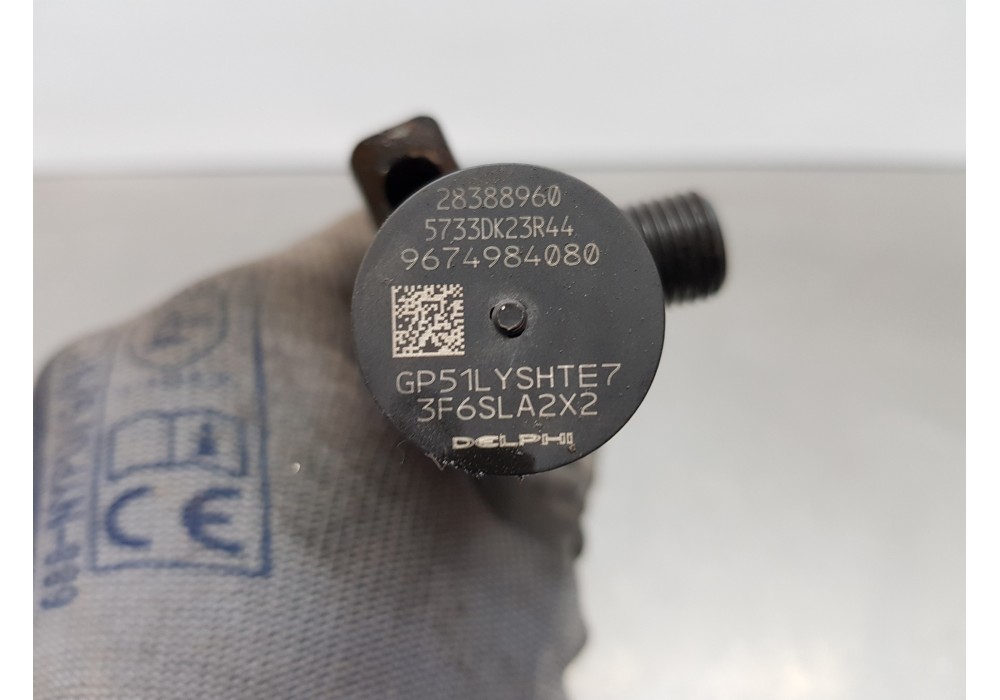 28388960
5733DK23R44
9674984080
GP51LYSHTE7
3F6SLA2X2
DELPHI
CE